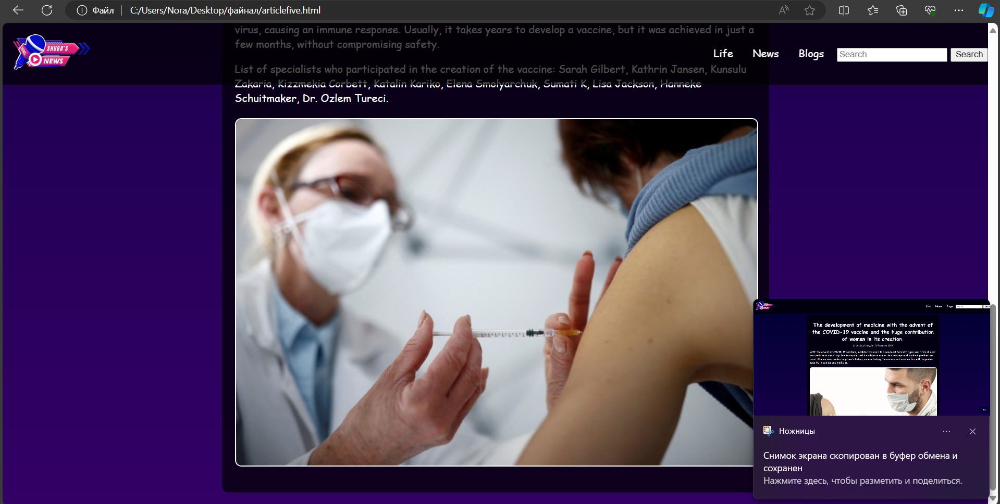 Файл
C:/Users/Nora/Desktop/файнал/articlefive.html
virus, causing an immune response. Usually, it takes years to develop a vaccine, but it was achieved in just a
few months, without compromising safety.
SHUGA'S
NEWS
NEWS
Life News Blogs Search Search
List of specialists who participated in the creation of the vaccine: Sarah Gilbert, Kathrin Jansen, Kunsulu
Zakaria, Kizzmekia Corbett, Katalin Kariko, Elena Smolyarchuk, Sumati K, Lisa Jackson, Hanneke
Schuitmaker, Dr. Ozlem Tureci.
Life News Blogs
The development of medicine with the advent of
the COVID-19 vaccine and the huge contribution
of women in its creation.
Ножницы
Снимок экрана скопирован в буфер обмена и
сохранен
Нажмите здесь, чтобы разметить и поделиться.